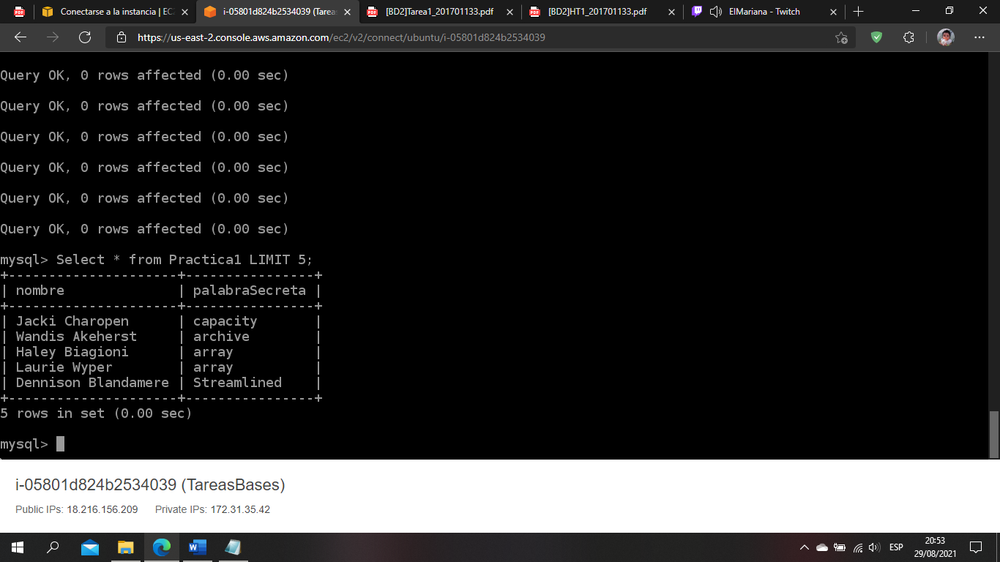 Conectarse a la instancia | EC
i-05801d824b2534039 (Tarea
[BD2]Tarea1_201701133.pdf
[BD2]HT1_201701133.pdf
ElMariana - Twitch
https://us-east-2.console.aws.amazon.com/ec2/v2/connect/ubuntu/i-05801d824b2534039
Query OK, 0 rows affected (0.00 sec)
Query OK, 0 rows affected (0.00 sec)
Query OK, 0 rows affected (0.00 sec)
Query OK, 0 rows affected (0.00 sec)
Query OK, 0 rows affected (0.00 sec)
Query OK, 0 rows affected (0.00 sec)
mysql> Select * from Practica1 LIMIT 5;
+---------------------+----------------+
| nombre              | palabraSecreta |
+---------------------+----------------+
| Jacki Charopen      | capacity       |
| Wandis Akeherst     | archive        |
| Haley Biagioni      | array          |
| Laurie Wyper        | array          |
| Dennison Blandamere | Streamlined    |
+---------------------+----------------+
5 rows in set (0.00 sec)
mysql>
i-05801d824b2534039 (TareasBases)
Public IPs: 18.216.156.209 Private IPs: 172.31.35.42
ESP
20:53
29/08/2021